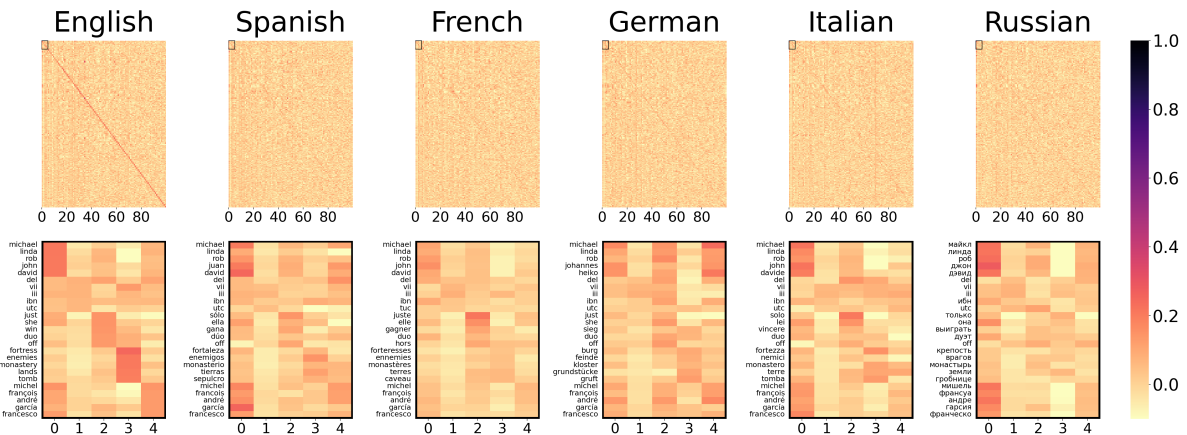 English Spanish French German Italian Russian
1.0
0.8
0.6
0.4
0.2
0.0
0 20 40 60 80
0 20 40 60 80
0 20 40 60 80
0 20 40 60 80
0 20 40 60 80
0 20 40 60 80
michael
linda
rob
john
david
del
vii
iii
ibn
utc
just
she
win
duo
off
fortress
enemies
monastery
lands
tomb
michel
françois
andré
garcía
francesco
0 1 2 3 4
michael
linda
rob
juan
david
del
vii
iii
ibn
utc
sólo
ella
gana
dúo
off
fortaleza
enemigos
monasterio
tierras
sepulcro
michel
françois
andré
garcía
francesco
0 1 2 3 4
michael
linda
rob
john
david
del
vii
iii
ibn
tuc
juste
elle
gagner
duo
hors
forteresses
ennemies
monastères
terres
caveau
michel
françois
andré
garcía
francesco
0 1 2 3 4
michael
linda
rob
johannes
heiko
del
vii
iii
ibn
utc
just
she
sieg
duo
off
burg
feinde
kloster
grundstücke
gruft
michel
françois
andré
garcía
francesco
0 1 2 3 4
michael
linda
rob
john
davide
del
vii
iii
ibn
utc
solo
lei
vincere
duo
off
fortezza
nemici
monastero
terre
tomba
michel
françois
andré
garcía
francesco
0 1 2 3 4
майкл
линда
роб
джон
дэвид
del
vii
iii
ибн
utc
только
она
выиграть
дуэт
off
крепость
врагов
монастырь
земли
гробнице
мишель
франсуа
андре
гарсия
франческо
0 1 2 3 4